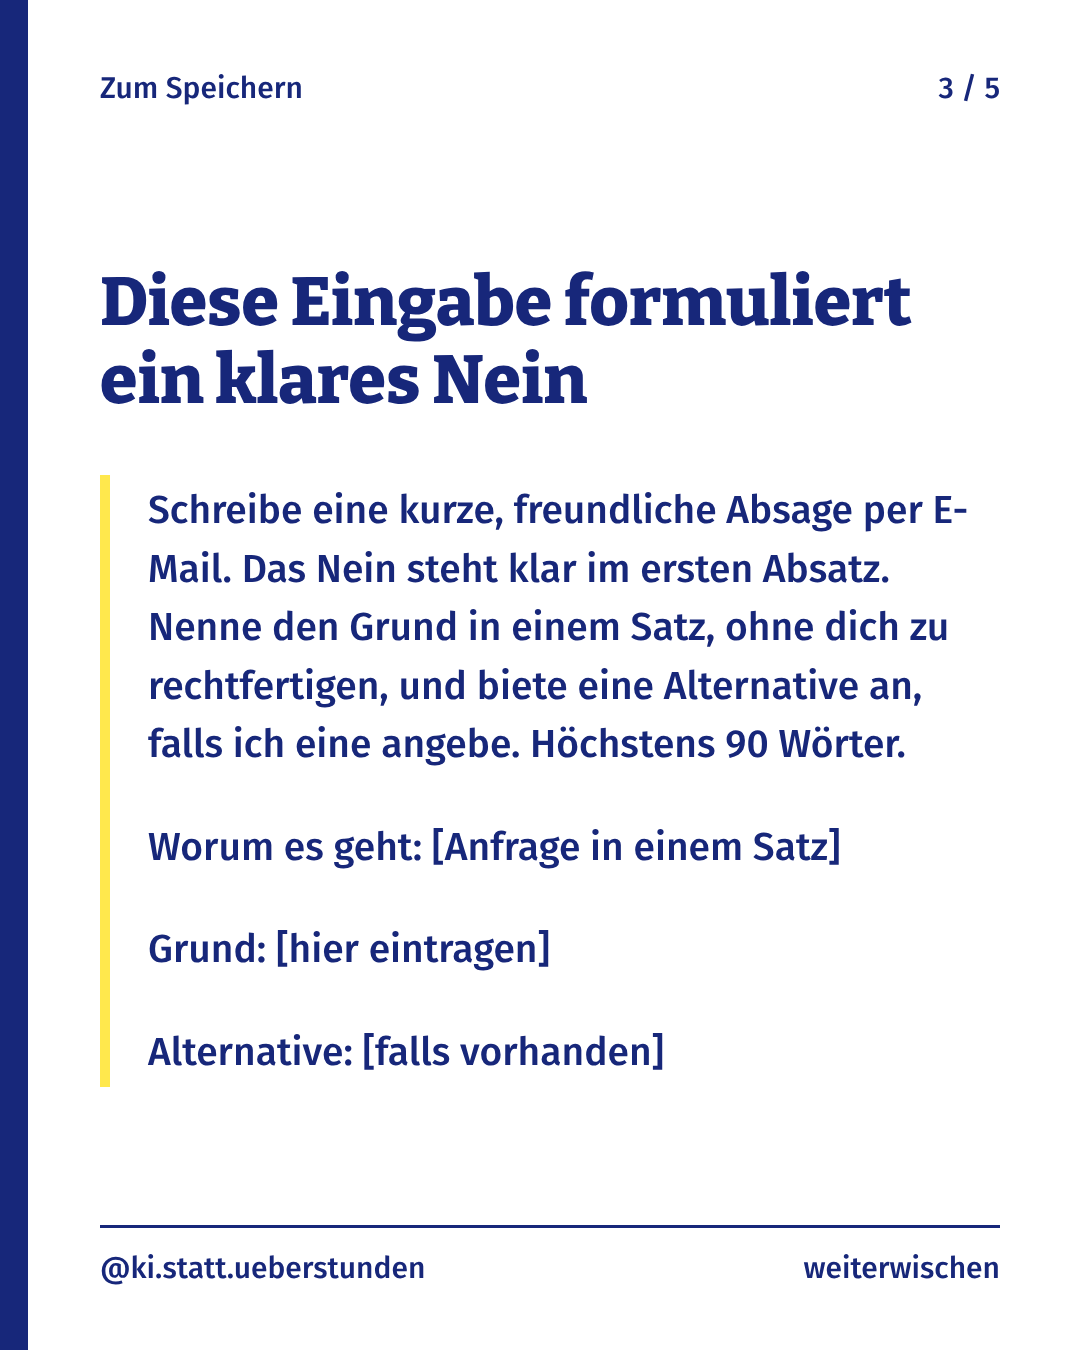 Zum Speichern
3 / 5
Diese Eingabe formuliert
ein klares Nein
Schreibe eine kurze, freundliche Absage per E-
Mail. Das Nein steht klar im ersten Absatz.
Nenne den Grund in einem Satz, ohne dich zu
rechtfertigen, und biete eine Alternative an,
falls ich eine angebe. Höchstens 90 Wörter.
Worum es geht: [Anfrage in einem Satz]
Grund: [hier eintragen]
Alternative: [falls vorhanden]
@ki.statt.ueberstunden
weiterwischen